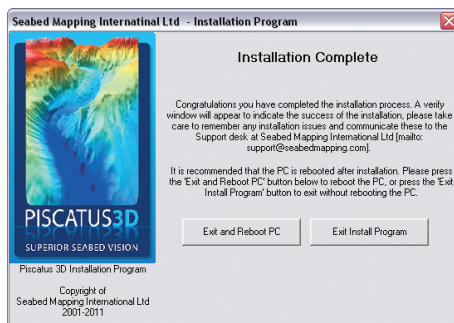 Seabed Mapping Internatinal Ltd - Installation Program
Installation Complete
Congratulations you have completed the installation process. A verify
window will appear to indicate the success of the installation, please take
care to remember any installation issues and communicate these to the
Support desk at Seabed Mapping International Ltd [mailto:
support@seabedmapping.com].
It is recommended that the PC is rebooted after installation. Please press
the 'Exit and Reboot PC' button below to reboot the PC, or press the 'Exit
Install Program' button to exit without rebooting the PC.
Exit and Reboot PC
Exit Install Program
PISCATUS3D
SUPERIOR SEABED VISION
Piscatus 3D Installation Program
Copyright of
Seabed Mapping International Ltd
2001-2011